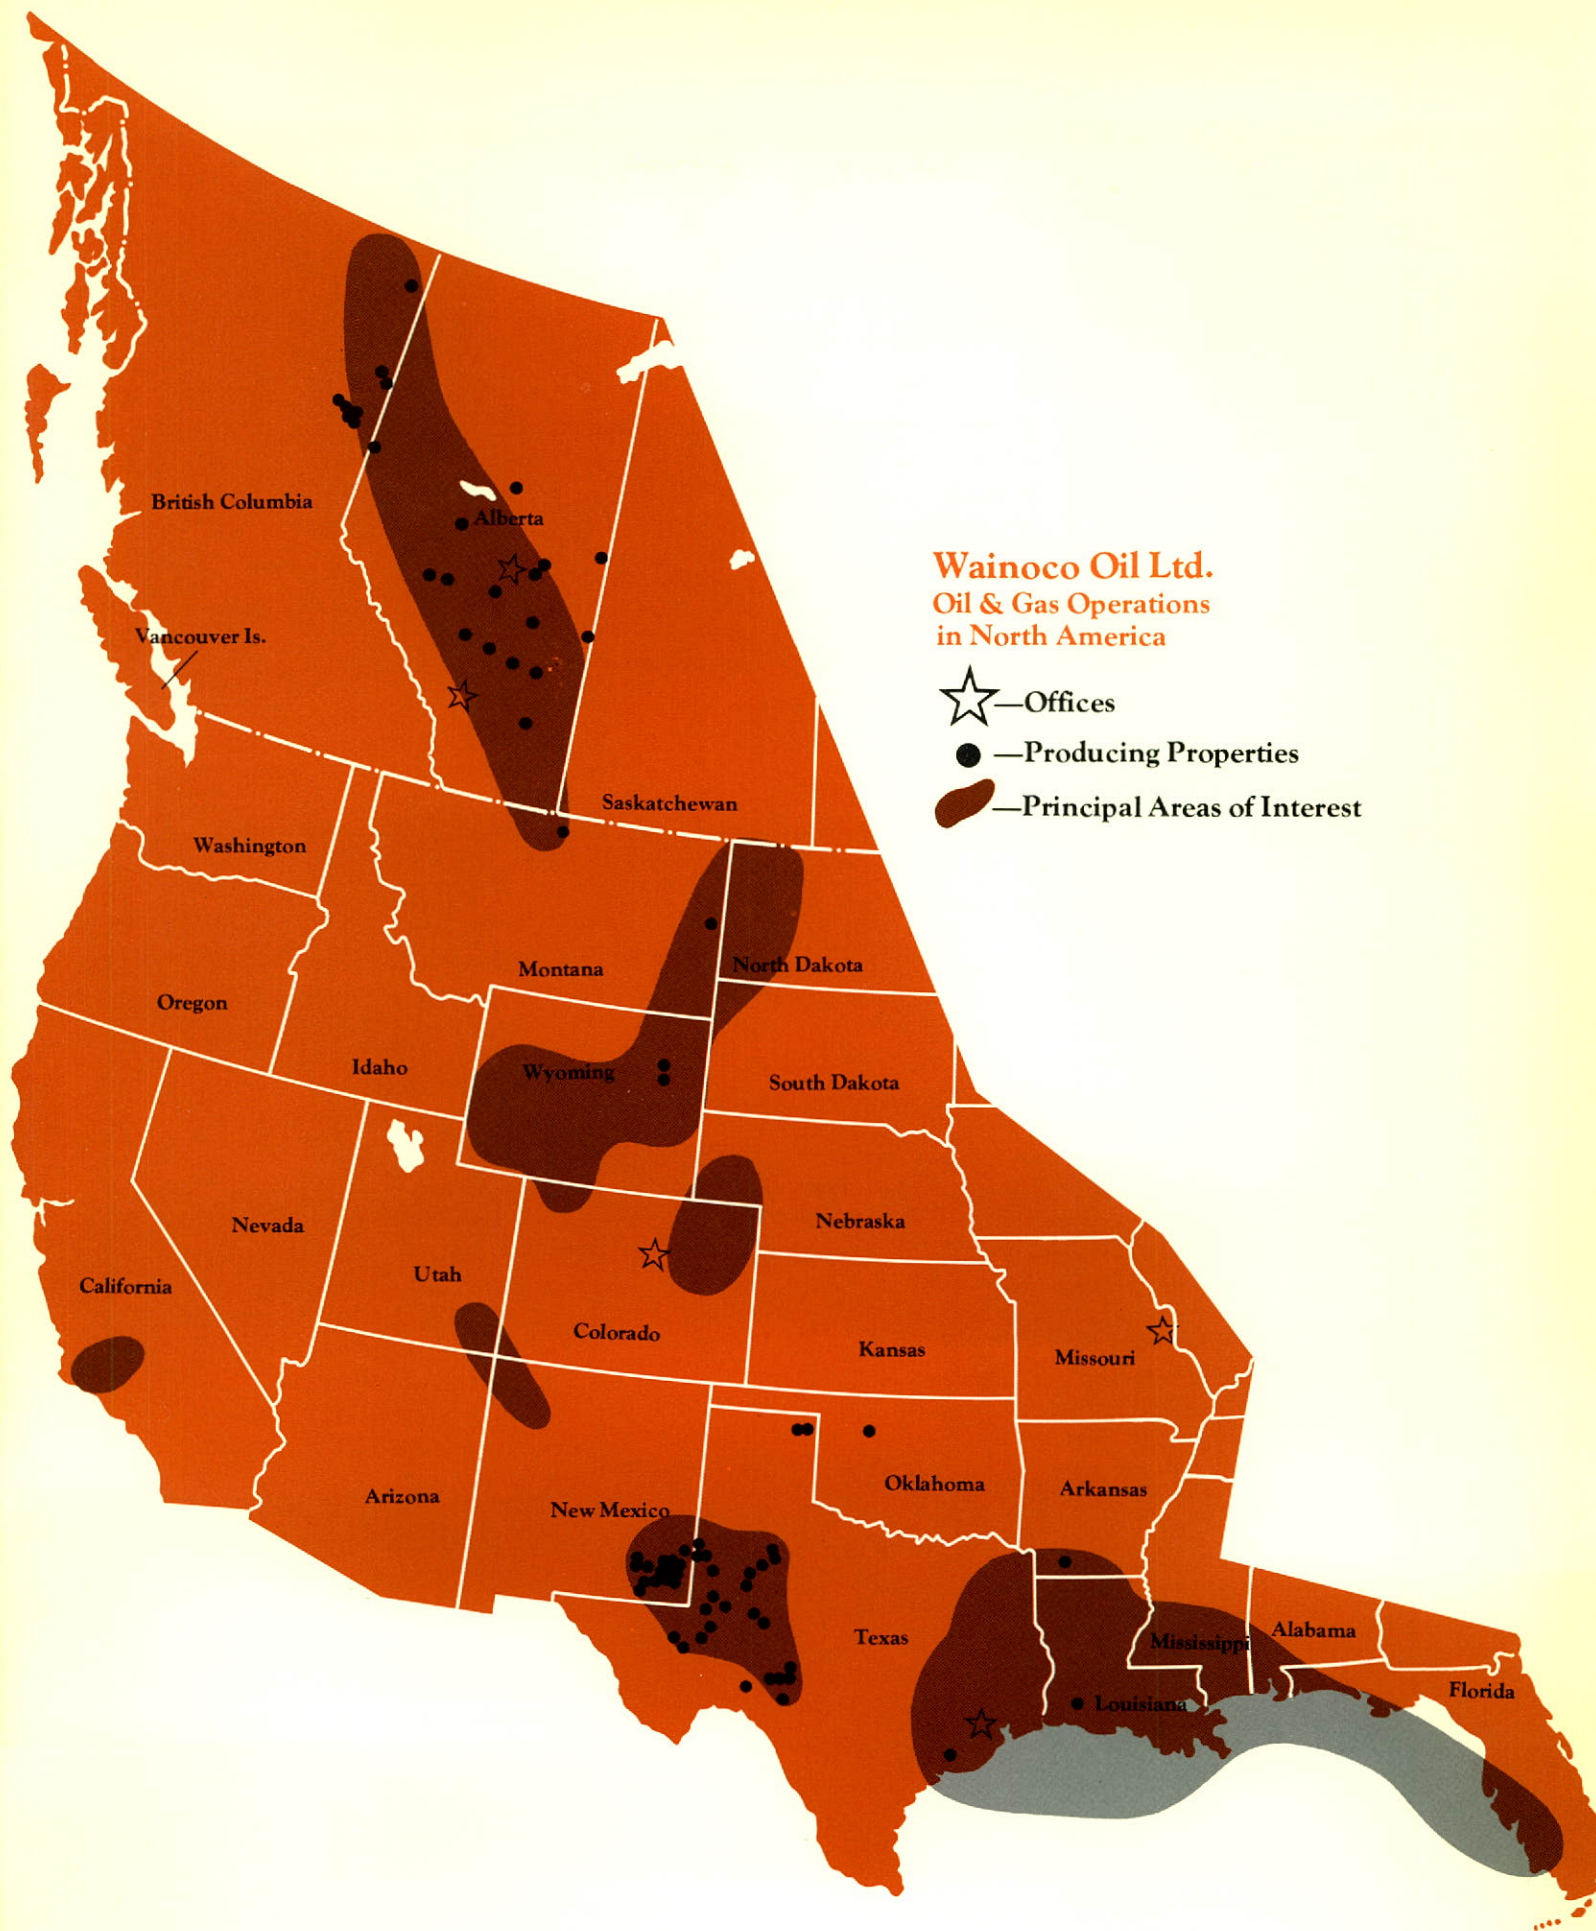 British Columbia
Alberta
Vancouver Is.
Wainoco Oil Ltd.
Oil & Gas Operations
in North America
—Offices
—Producing Properties
—Principal Areas of Interest
Saskatchewan
Washington
Montana
North Dakota
Oregon
Idaho
Wyoming
South Dakota
Nevada
Nebraska
California
Utah
Colorado
Kansas
Missouri
Arizona
New Mexico
Oklahoma
Arkansas
Texas
Mississippi
Alabama
Louisiana
Florida